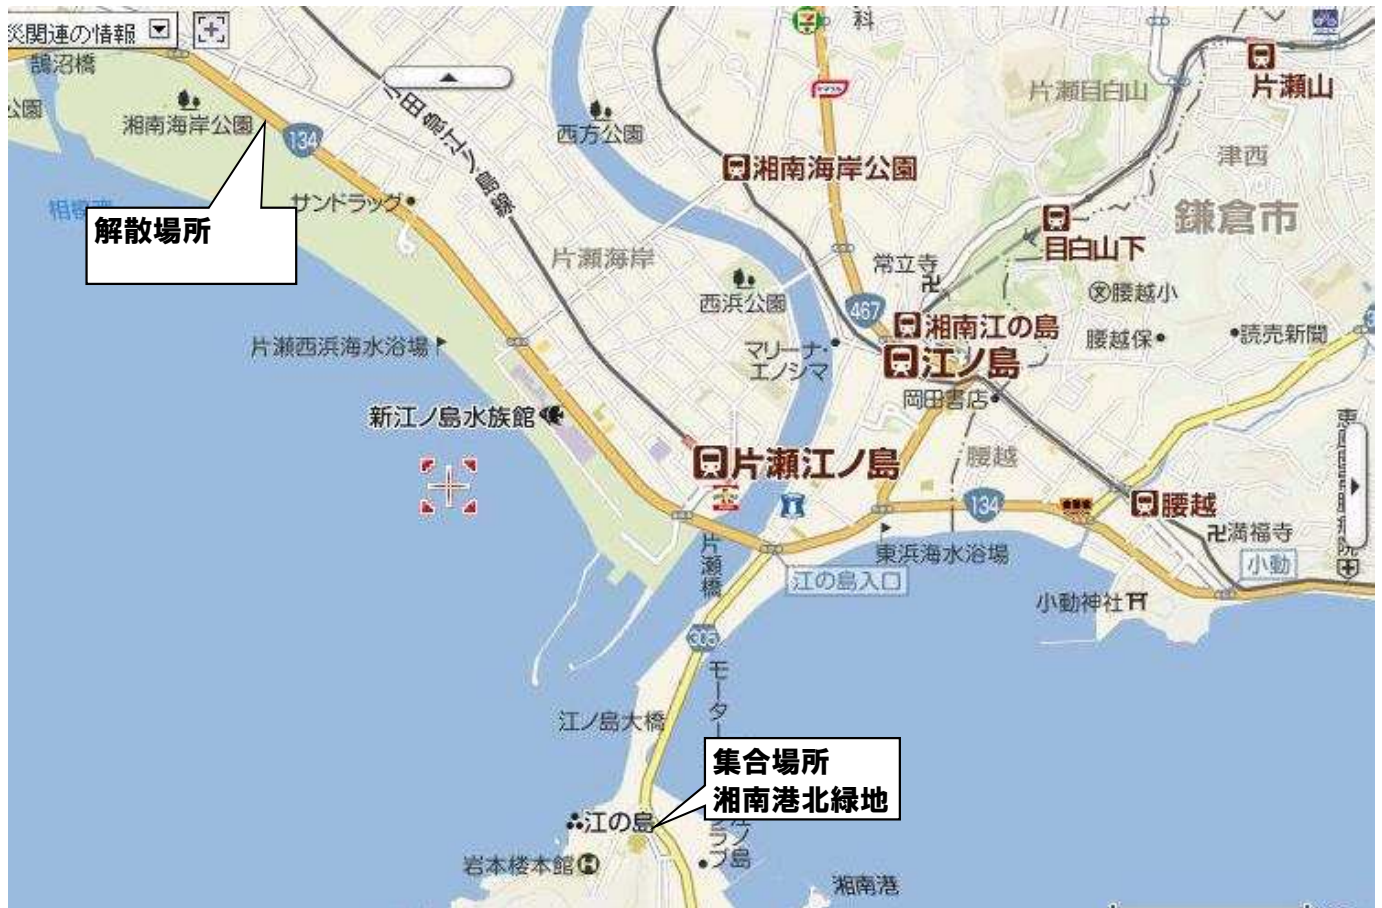 災関連の情報
鵠沼橋
公園
湘南海岸公園
134
サンドラッグ
解散場所
小田急江ノ島線
西方公園
科
湘南海岸公園
片瀬目白山
片瀬山
津西
鎌倉市
目白山下
常立寺
片瀬海岸
西浜公園
467
湘南江の島
江ノ島
腰越小
腰越保
読売新聞
マリーナ・
エノシマ
岡田書店
片瀬西浜海水浴場
新江ノ島水族館
片瀬江ノ島
腰越
134
腰越
卍満福寺
小動
東浜海水浴場
江の島入口
片瀬橋
小動神社
305
江ノ島大橋
集合場所
湘南港北緑地
江の島
岩本楼本館
湘南港